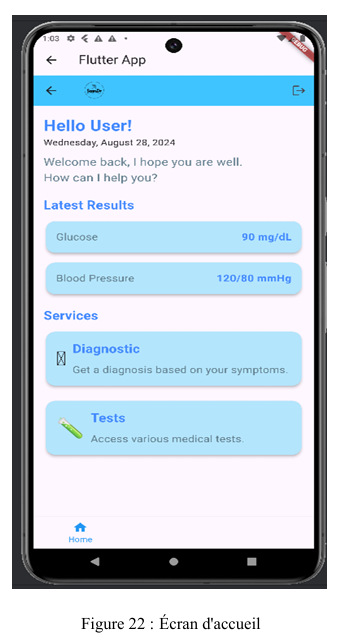 1:03
DEBUG
Flutter App
Hello User!
Wednesday, August 28, 2024
Welcome back, I hope you are well.
How can I help you?
Latest Results
Glucose 90 mg/dL
Blood Pressure 120/80 mmHg
Services
Diagnostic
Get a diagnosis based on your symptoms.
Tests
Access various medical tests.
Home
Figure 22 : Écran d'accueil